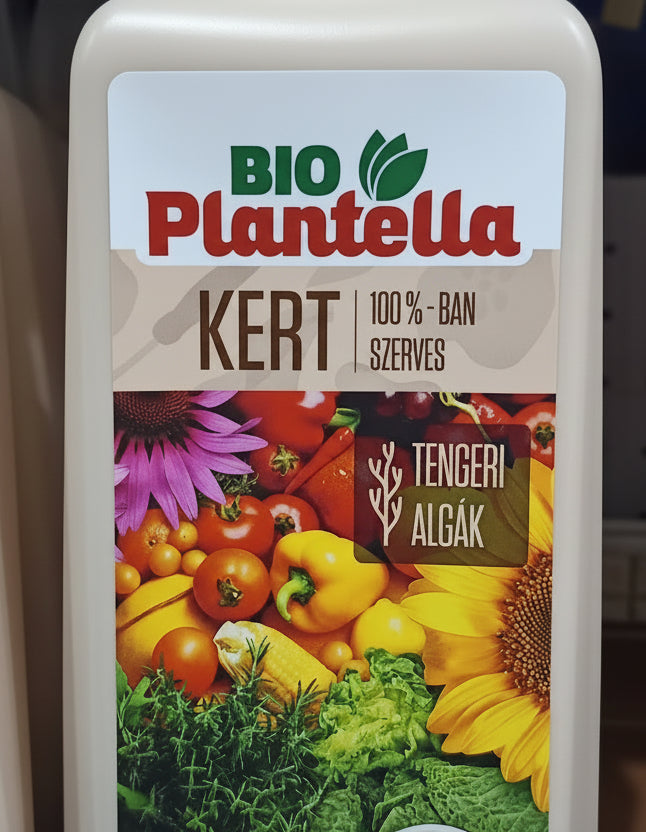 BIO
Plantella
KERT
100%-BAN
SZERVES
TENGERI
ALGÁK